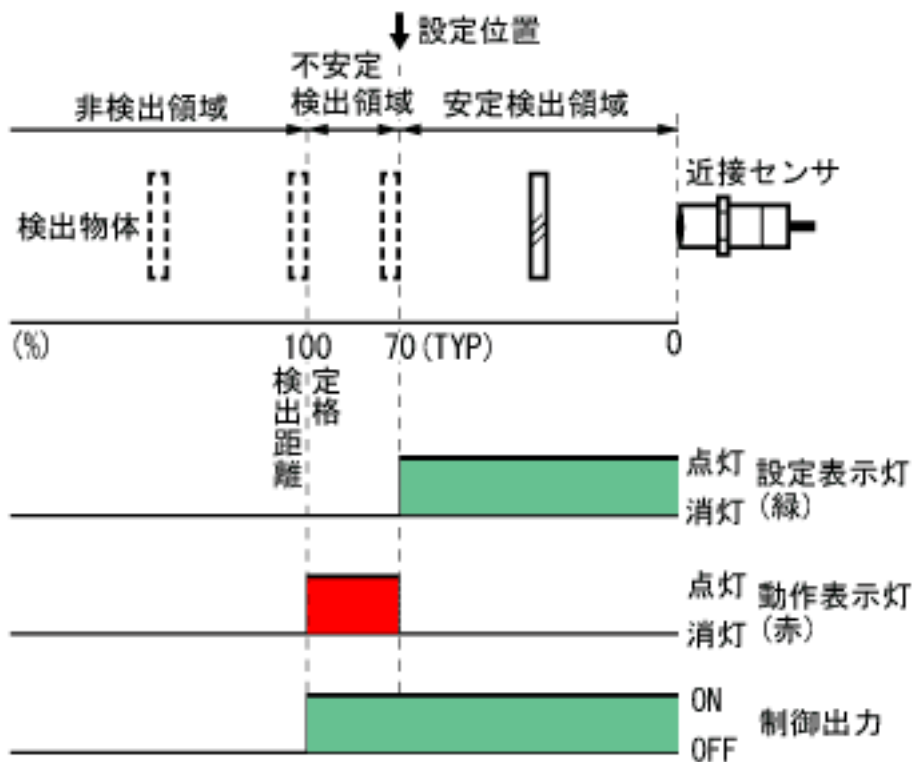 設定位置
不安定
検出領域
非検出領域
安定検出領域
近接センサ
検出物体
(%)
100
70(TYP)
0
定格
検出距離
点灯
消灯
設定表示灯
(緑)
点灯
消灯
動作表示灯
(赤)
ON
OFF
制御出力